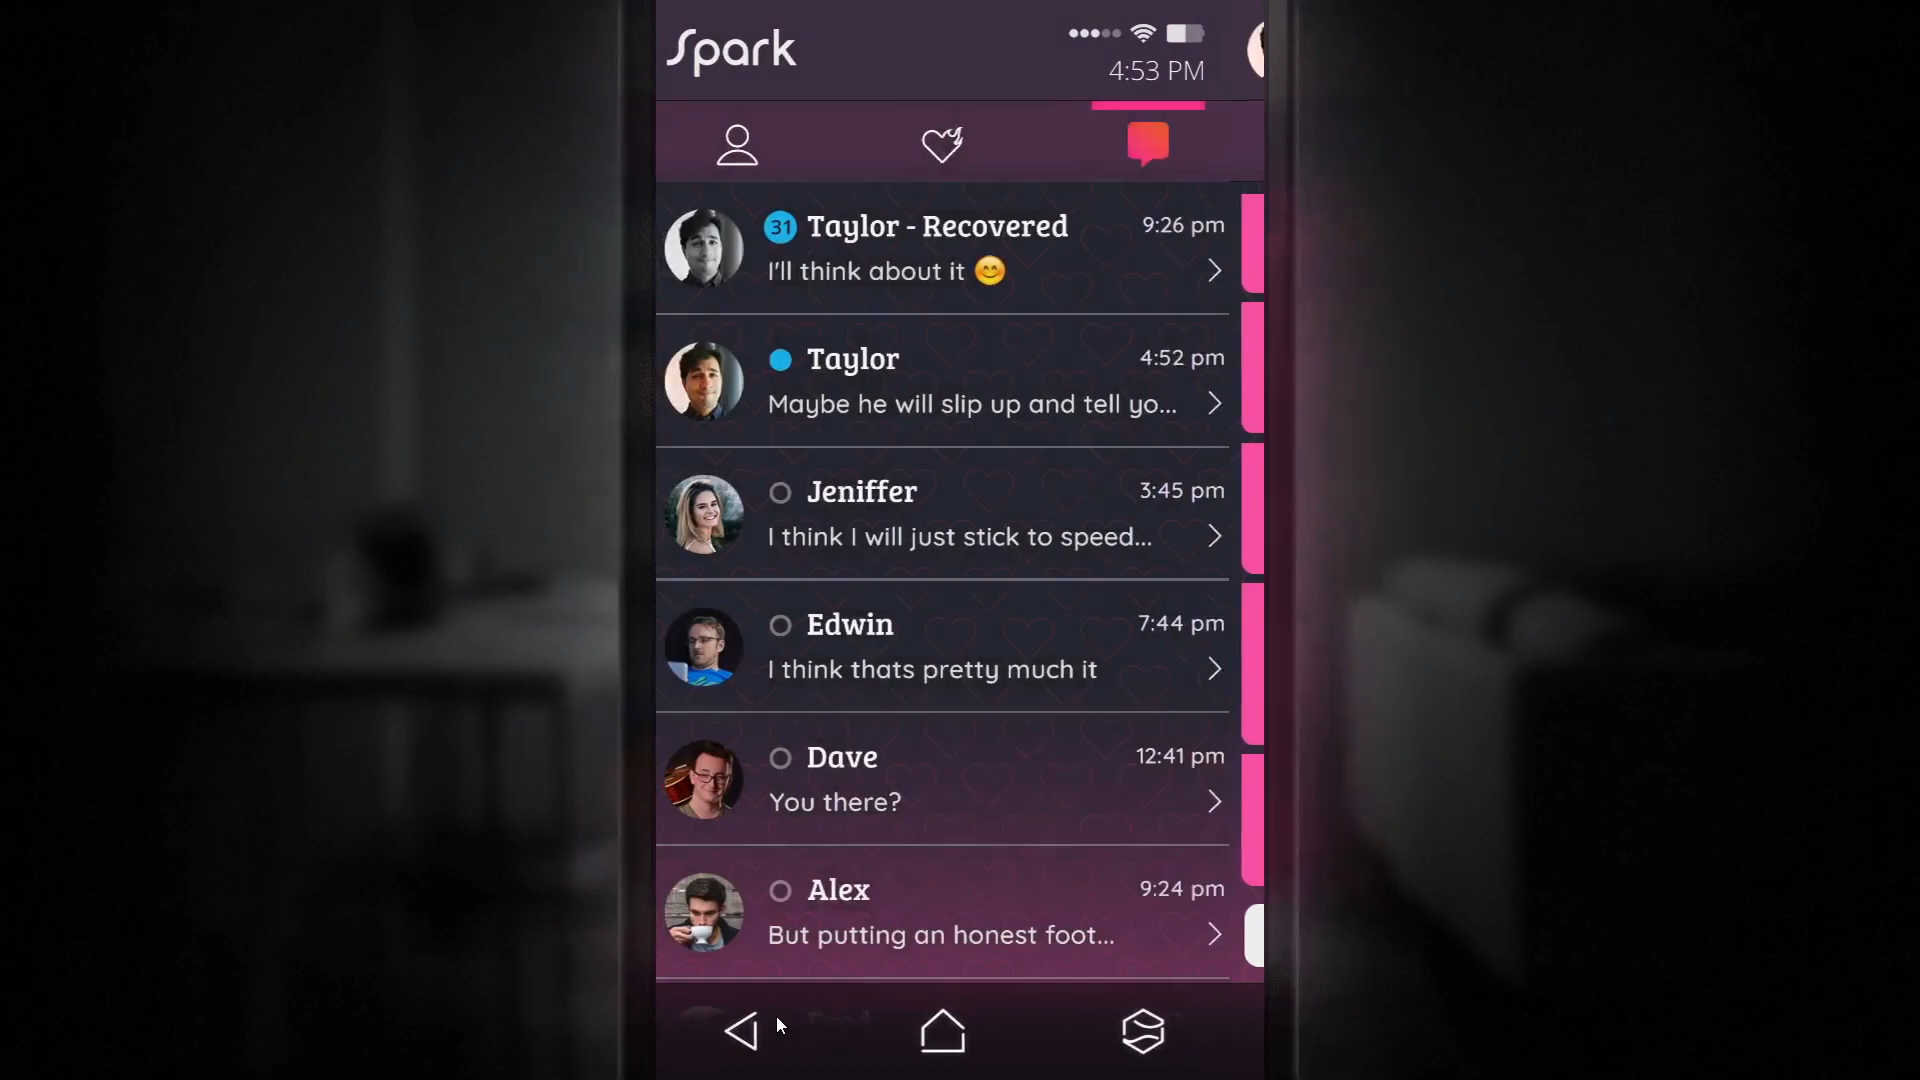 Spark
4:53 PM
31 Taylor - Recovered 9:26 pm
I'll think about it 😊
Taylor 4:52 pm
Maybe he will slip up and tell yo...
Jeniffer 3:45 pm
I think I will just stick to speed...
Edwin 7:44 pm
I think thats pretty much it
Dave 12:41 pm
You there?
Alex 9:24 pm
But putting an honest foot...